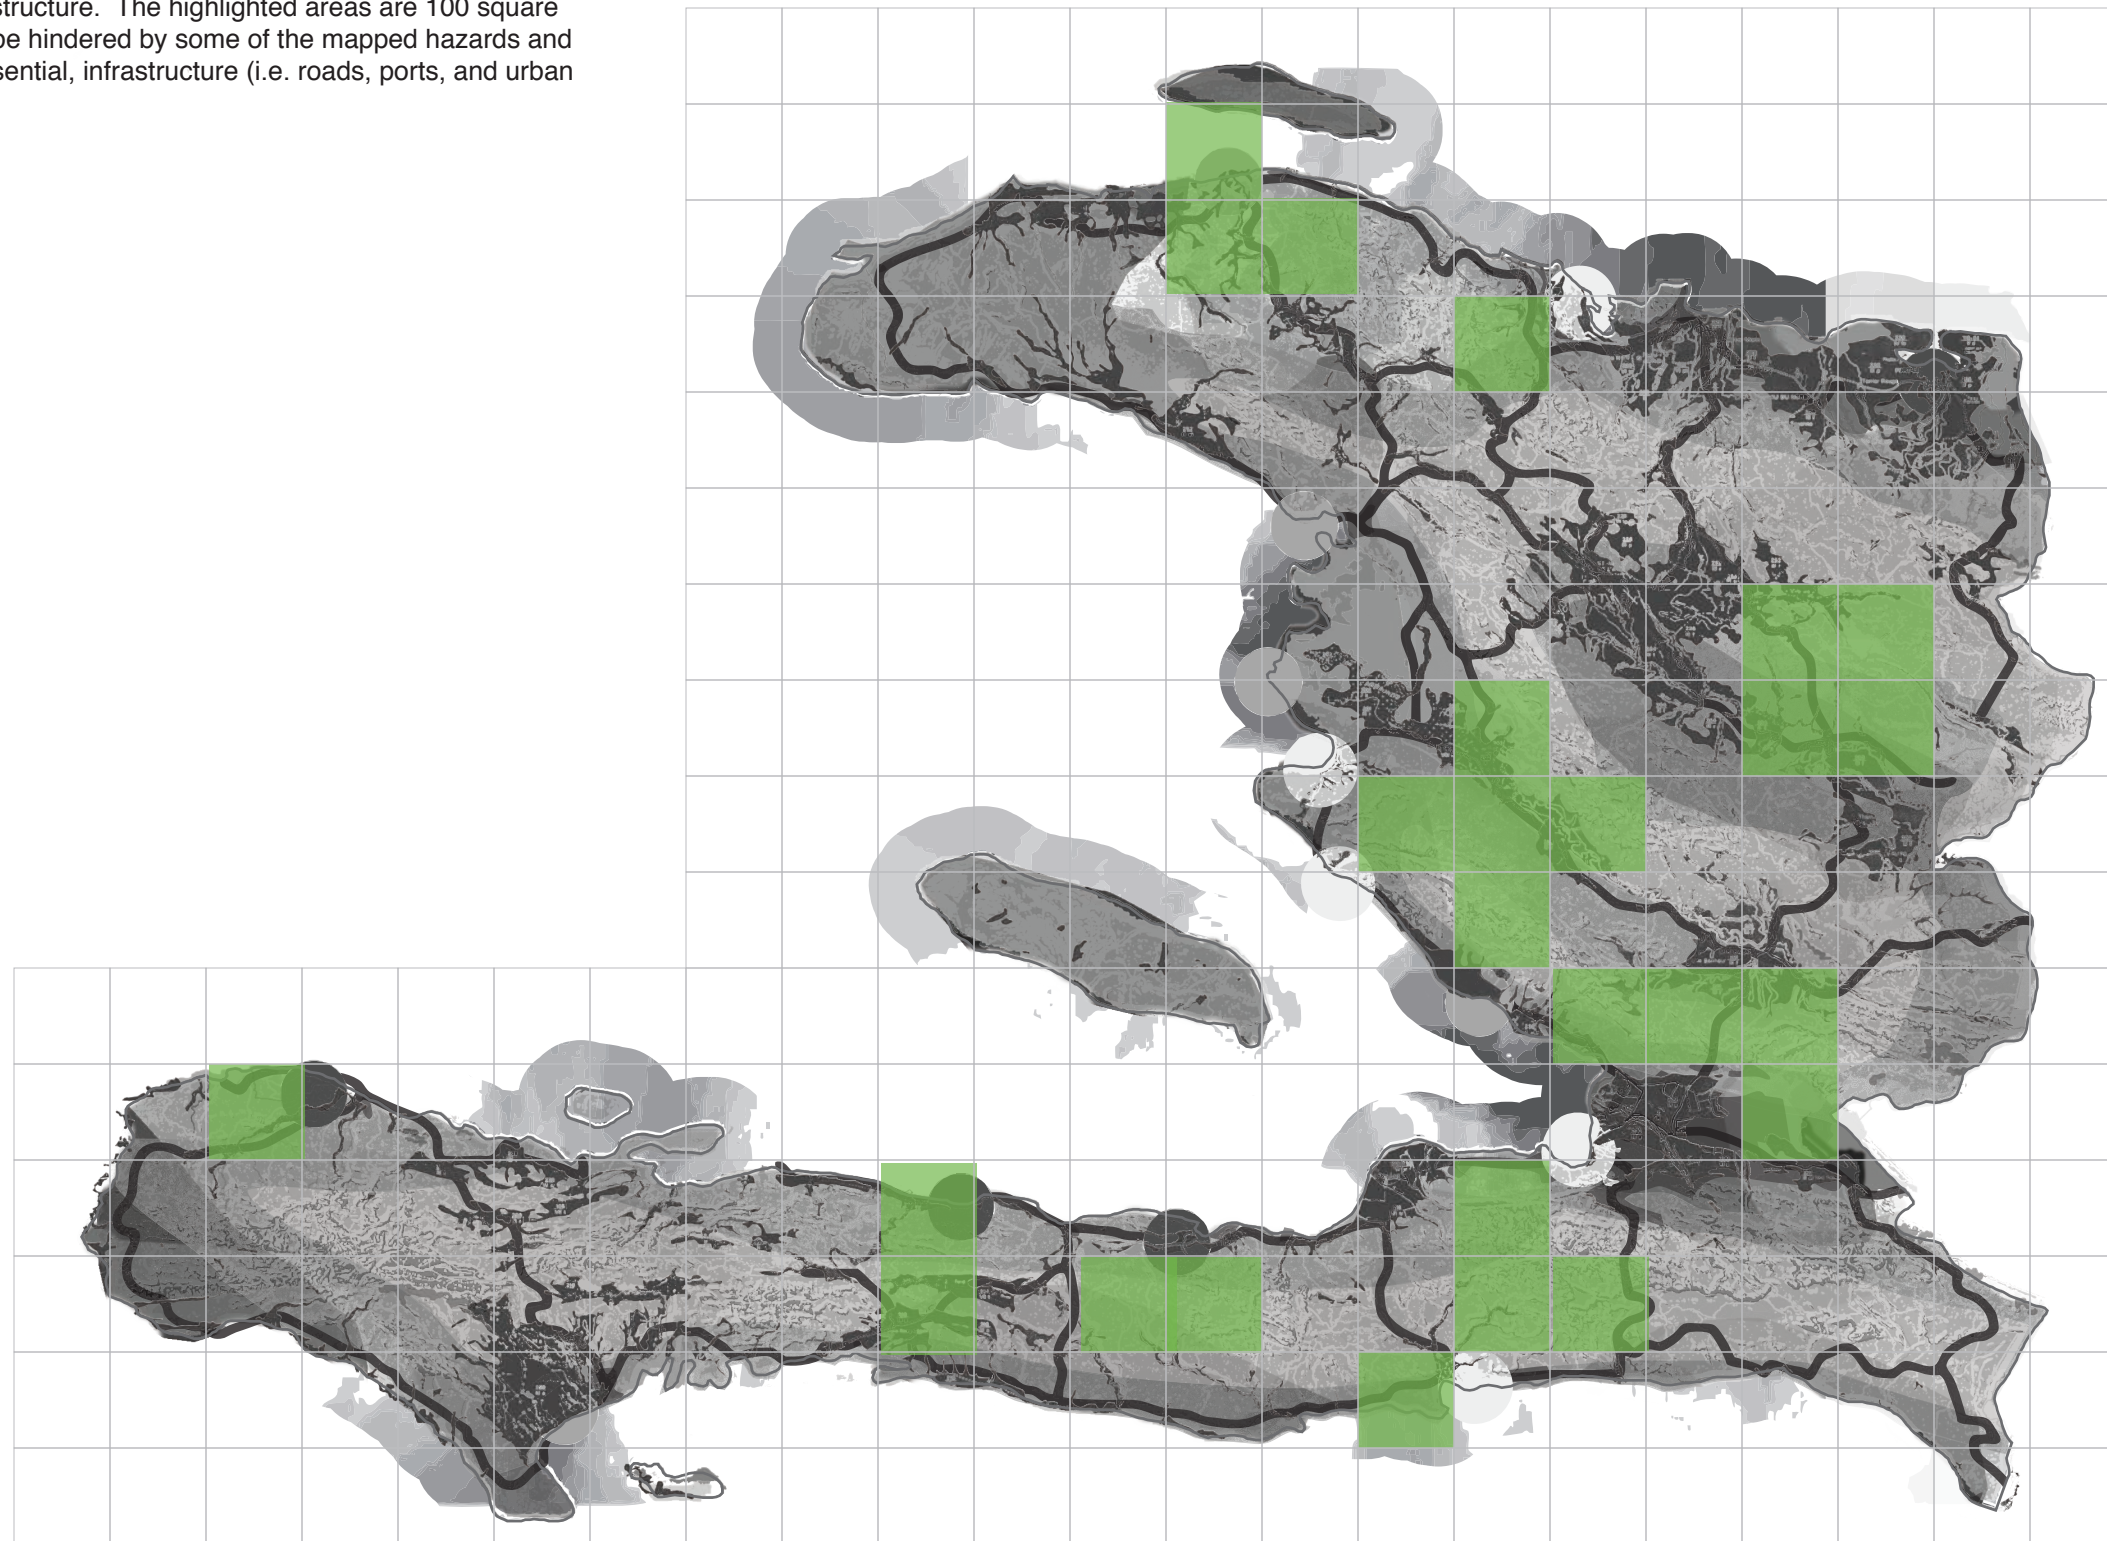 structure. The highlighted areas are 100 square
be hindered by some of the mapped hazards and
sential, infrastructure (i.e. roads, ports, and urban